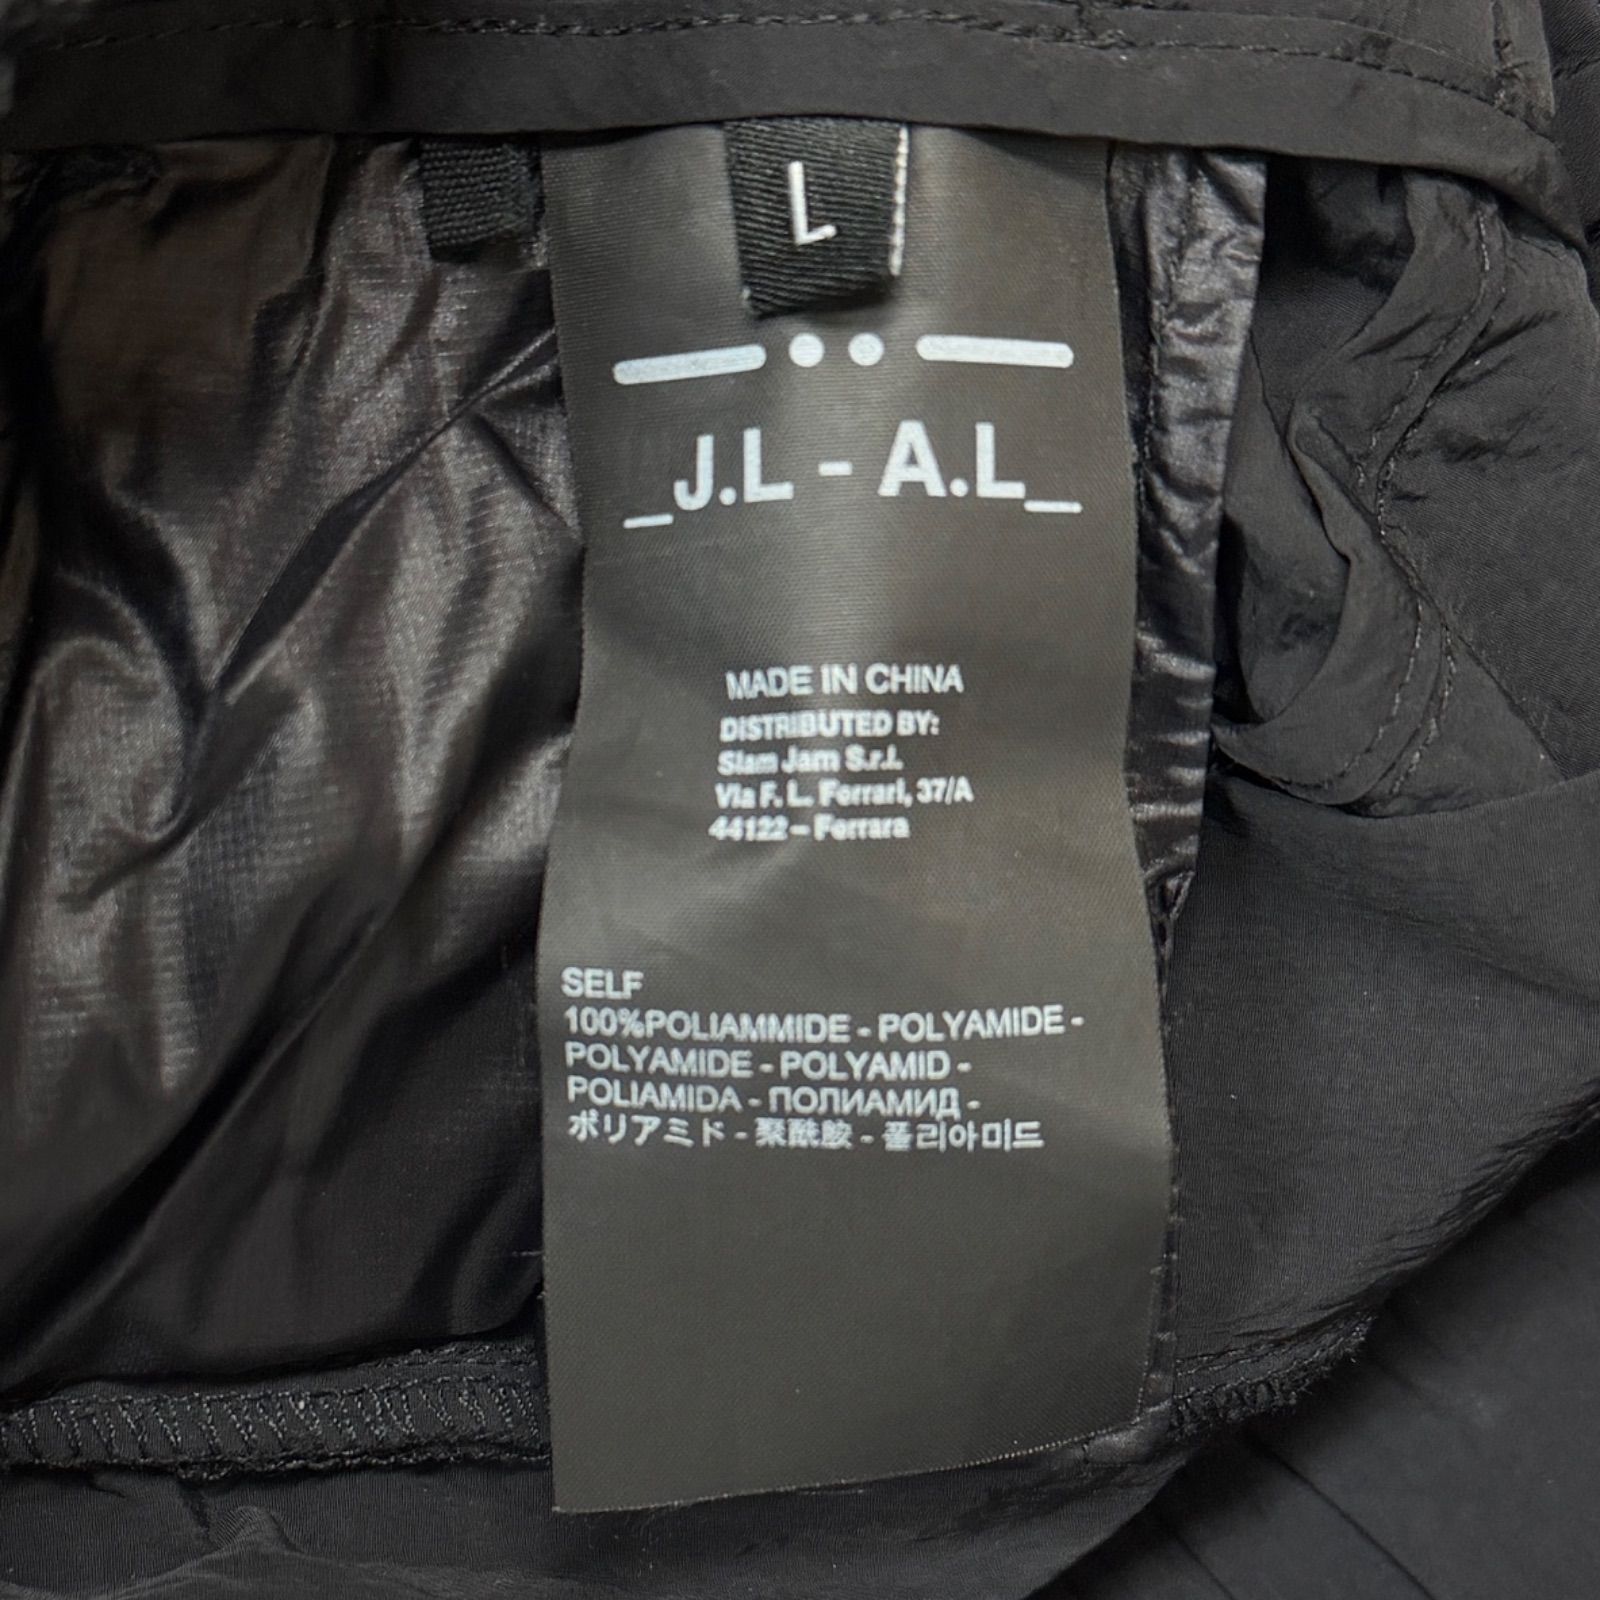 L
_J.L - A.L_
MADE IN CHINA
DISTRIBUTED BY:
Slam Jam S.r.l.
Via F. L. Ferrari, 37/A
44122 – Ferrara
SELF
100%POLIAMMIDE - POLYAMIDE -
POLYAMIDE - POLYAMID -
POLIAMIDA - ПОЛИАМИД -
ポリアミド - 聚酰胺 - 폴리아미드